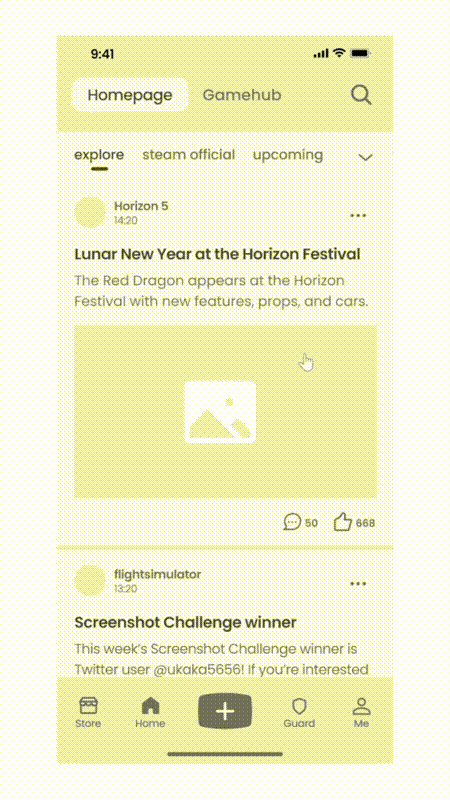 9:41
Homepage Gamehub
explore steam official upcoming
Horizon 5
14:20
Lunar New Year at the Horizon Festival
The Red Dragon appears at the Horizon
Festival with new features, props, and cars.
50 668
flightsimulator
13:20
Screenshot Challenge winner
This week's Screenshot Challenge winner is
Twitter user @ukaka5656! If you're interested
Store Home Guard Me